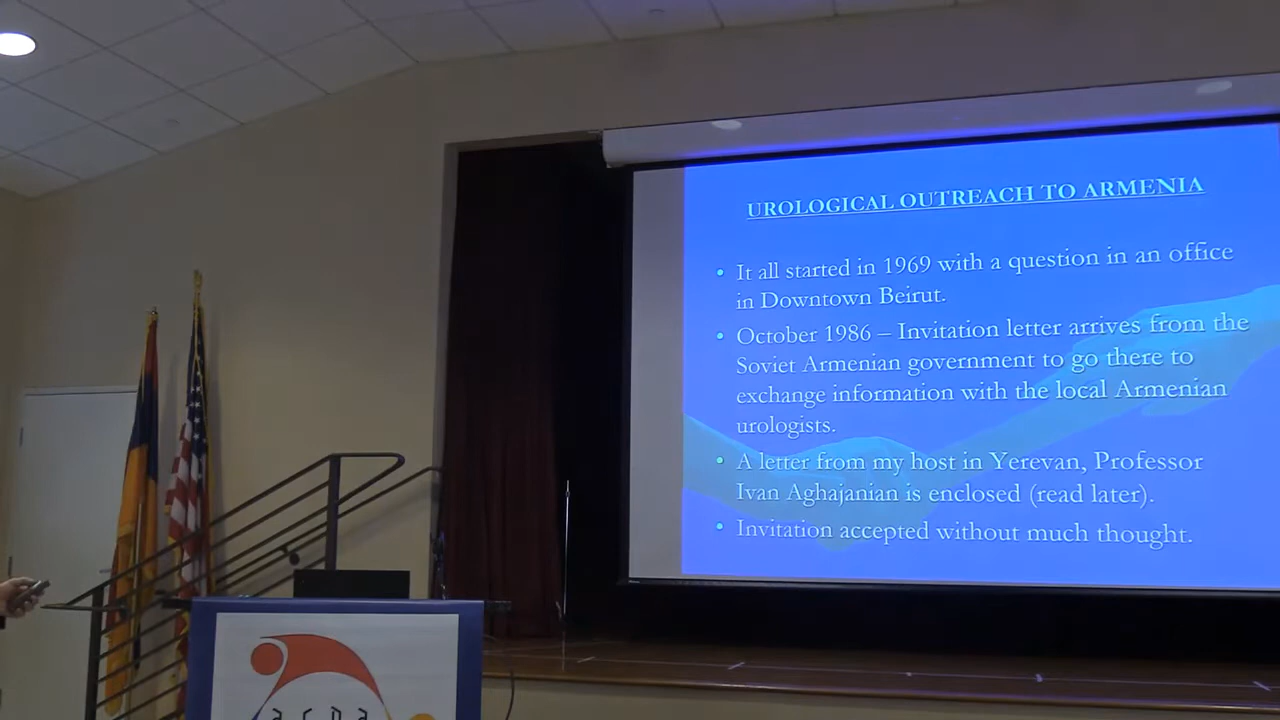 UROLOGICAL OUTREACH TO ARMENIA
• It all started in 1969 with a question in an office
in Downtown Beirut.
• October 1986 – Invitation letter arrives from the
Soviet Armenian government to go there to
exchange information with the local Armenian
urologists.
• A letter from my host in Yerevan, Professor
Ivan Aghajanian is enclosed (read later).
• Invitation accepted without much thought.